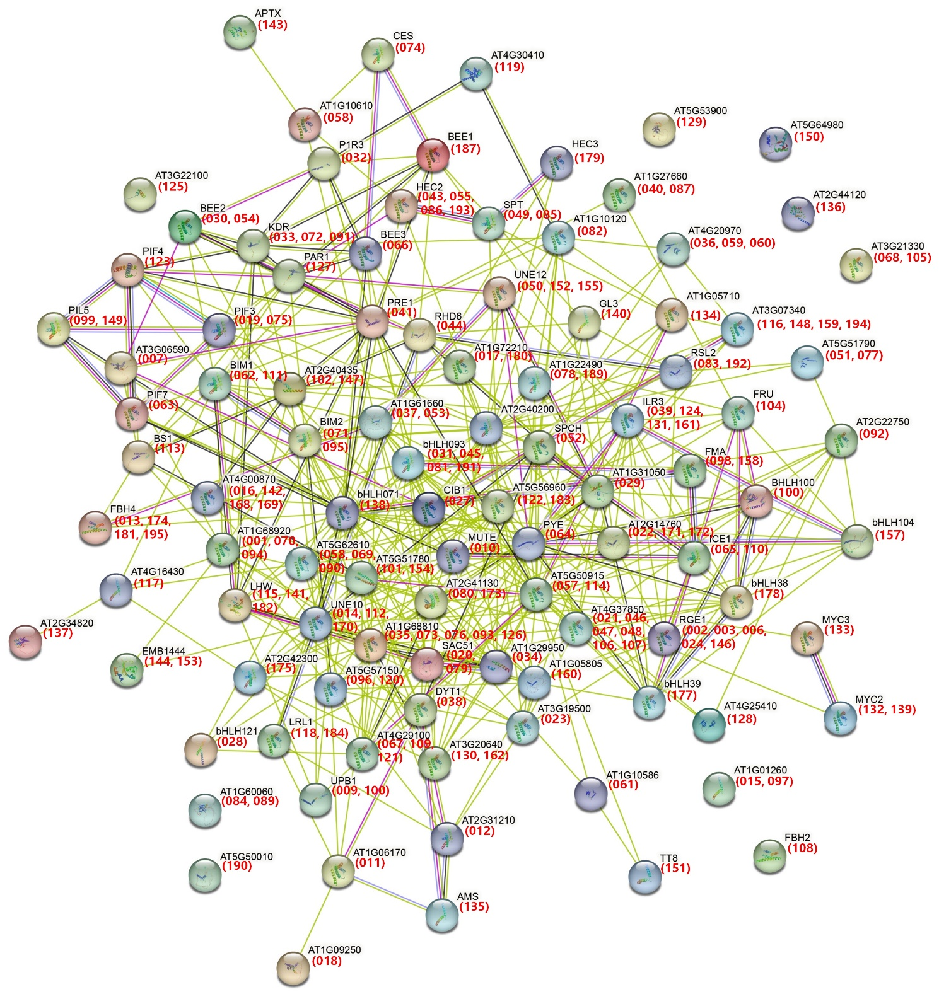 APTX
(143)
CES
(074)
AT4G30410
(119)
AT1G10610
(058)
AT5G53900
(129)
AT5G64980
(150)
P1R3
(032)
BEE1
(187)
HEC3
(179)
AT3G22100
(125)
AT1G27660
(040, 087)
HEC2
(043, 055,
086, 193)
AT2G44120
(136)
BEE2
(030, 054)
SPT
(049, 085)
AT1G10120
(082)
KDR
(033, 072, 091)
BEE3
(066)
AT4G20970
(036, 059, 060)
AT3G21330
(068, 105)
PIF4
(123)
PAR1
(127)
UNE12
(050, 152, 155)
PIL5
(099, 149)
PIF3
(019, 075)
PRE1
(041)
RHD6
(044)
GL3
(140)
AT1G05710
(134)
AT3G07340
(116, 148, 159, 194)
AT3G06590
(007)
AT1G72210
(017, 180)
AT5G51790
(051, 077)
BIM1
(062, 111)
AT2G40435
(102, 147)
AT1G22490
(078, 189)
RSL2
(083, 192)
PIF7
(063)
AT1G61660
(037, 053)
AT2G40200
ILR3
(039, 124,
131, 161)
FRU
(104)
AT2G22750
(092)
BIM2
(071,
095)
SPCH
(052)
BS1
(113)
bHLH093
(031, 045,
081, 191)
FMA
(098, 158)
AT1G31050
(029)
AT4G00870
(016, 142,
168, 169)
bHLH071
(138)
CIB1
(027)
AT5G56960
(122, 183)
BHLH100
(100)
FBH4
(013, 174,
181, 195)
PYE
(064)
AT2G14760
(022, 171, 172)
bHLH104
(157)
AT1G68920
(001, 070,
094)
AT5G62610
(058, 069,
090)
MUTE
(010)
ICE1
(065, 110)
AT5G51780
(101, 154)
AT4G16430
(117)
LHW
(115, 141,
182)
AT2G41130
(080, 173)
AT5G50915
(057, 114)
bHLH38
(178)
UNE10
(014, 112,
170)
AT4G37850
(021, 046,
047, 048,
106, 107)
RGE1
(002, 003, 006,
024, 146)
AT2G34820
(137)
AT1G68810
(035, 073, 076, 093, 126)
MYC3
(133)
EMB1444
(144, 153)
AT2G42300
(175)
SAC51
(020,
079)
AT1G29950
(034)
AT1G05805
(160)
AT5G57150
(096, 120)
bHLH39
(177)
DYT1
(038)
AT3G19500
(023)
AT4G25410
(128)
MYC2
(132, 139)
bHLH121
(028)
LRL1
(118, 184)
AT4G29100
(067, 109,
121)
AT3G20640
(130, 162)
AT1G10586
(061)
AT1G01260
(015, 097)
AT1G60060
(084, 089)
UPB1
(009, 100)
AT2G31210
(012)
FBH2
(108)
AT5G50010
(190)
AT1G06170
(011)
TT8
(151)
AMS
(135)
AT1G09250
(018)